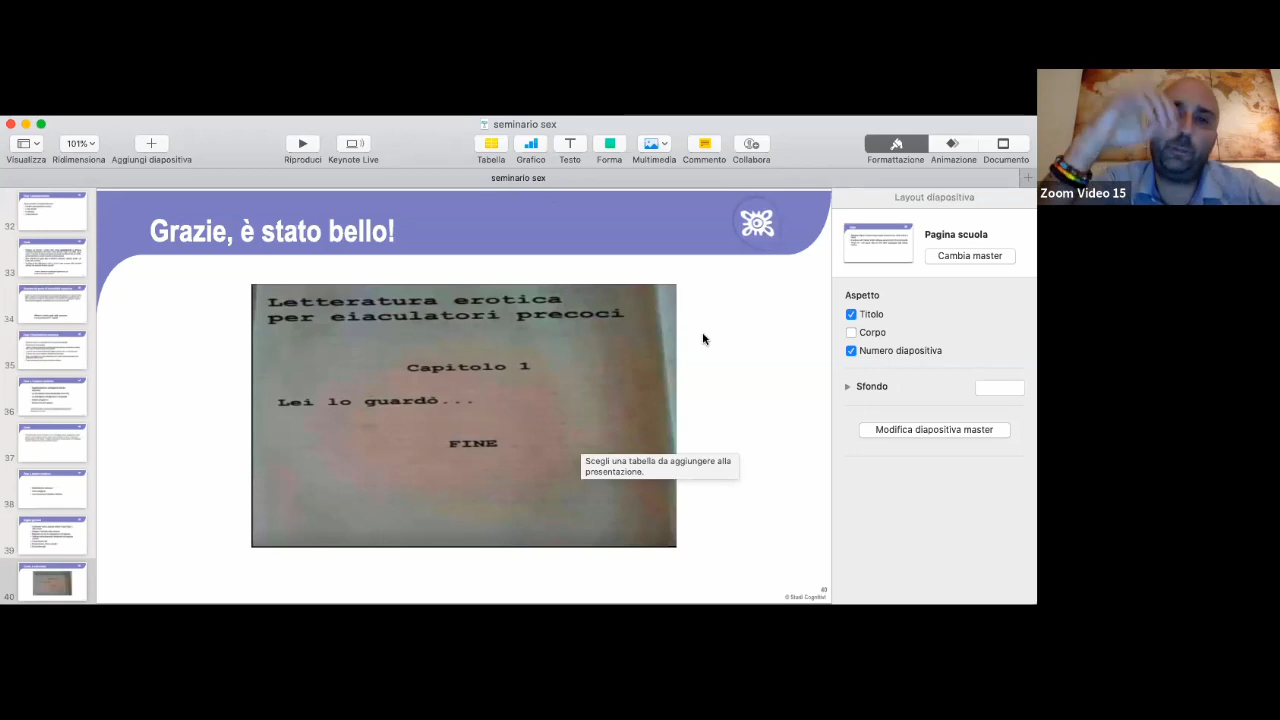 seminario sex
101%
Visualizza
Ridimensiona
Aggiungi diapositiva
Riproduci
Keynote Live
Tabella
Grafico
Testo
Forma
Multimedia
Commento
Collabora
Formattazione
Animazione
Documento
seminario sex
Zoom Video 15
32
33
34
35
36
37
38
39
40
Grazie, è stato bello!
Letteratura erotica
per eiaculatori precoci
Capitolo 1
Lei lo guardò...
FINE
Scegli una tabella da aggiungere alla
presentazione.
40
© Studi Cognitivi
Layout diapositiva
Pagina scuola
Cambia master
Aspetto
Titolo
Corpo
Numero diapositiva
Sfondo
Modifica diapositiva master